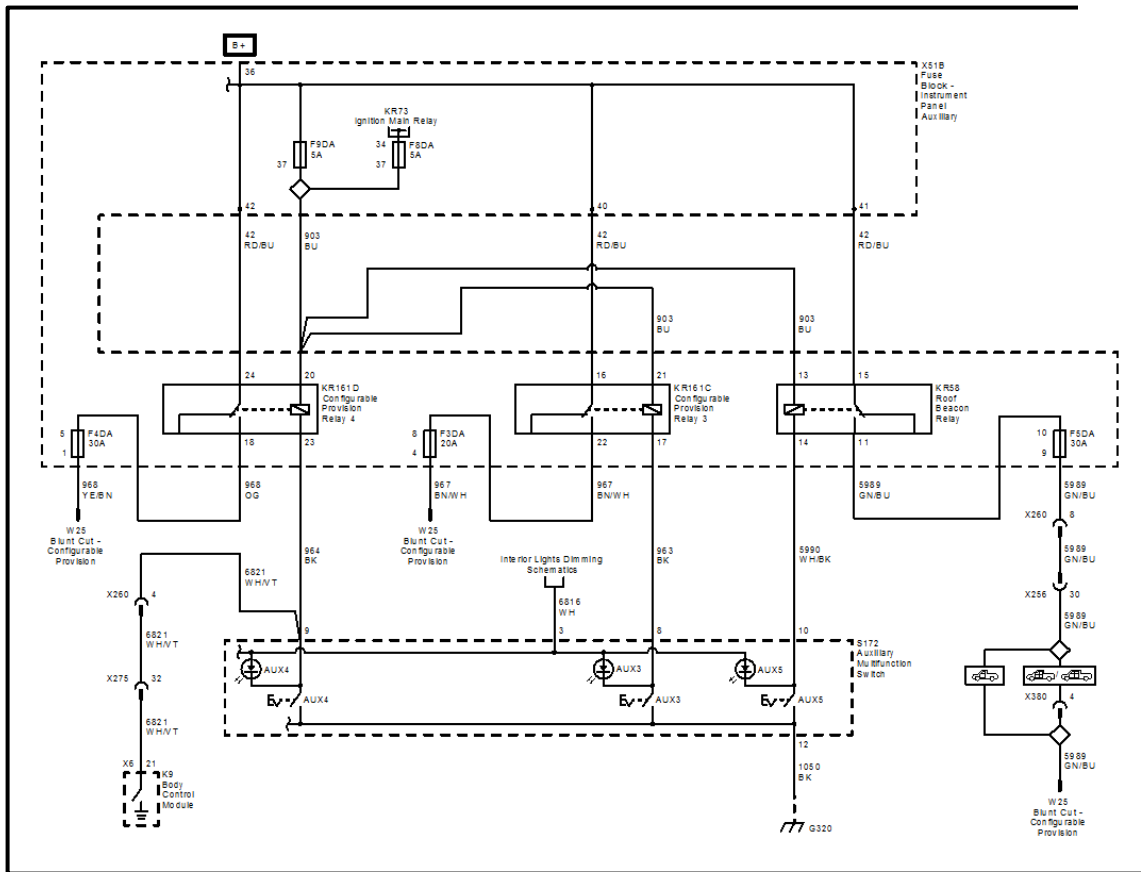 B+
36
X51B
Fuse
Block -
Instrument
Panel
Auxiliary
KR73
Ignition Main Relay
F9DA
5A
37
34
37
F8DA
5A
42
40
41
42
RD/BU
903
BU
42
RD/BU
42
RD/BU
903
BU
903
BU
24
20
KR161D
Configurable
Provision
Relay 4
16
21
KR161C
Configurable
Provision
Relay 3
13
15
KR58
Roof
Beacon
Relay
5
1
F4DA
30A
18
23
8
4
F3DA
20A
22
17
14
11
10
9
F5DA
30A
968
YE/BN
968
OG
967
BN/WH
967
BN/WH
5989
GN/BU
5989
GN/BU
W25
Blunt Cut -
Configurable
Provision
W25
Blunt Cut -
Configurable
Provision
X260
8
6821
WH/VT
964
BK
Interior Lights Dimming
Schematics
963
BK
5990
WH/BK
5989
GN/BU
X260
4
6816
WH
X256
30
6821
WH/VT
9
3
8
10
S172
Auxiliary
Multifunction
Switch
5989
GN/BU
AUX4
AUX3
AUX5
X275
32
AUX4
AUX3
AUX5
/
X380
4
6821
WH/VT
12
5989
GN/BU
X6
21
K9
Body
Control
Module
1050
BK
G320
W25
Blunt Cut -
Configurable
Provision